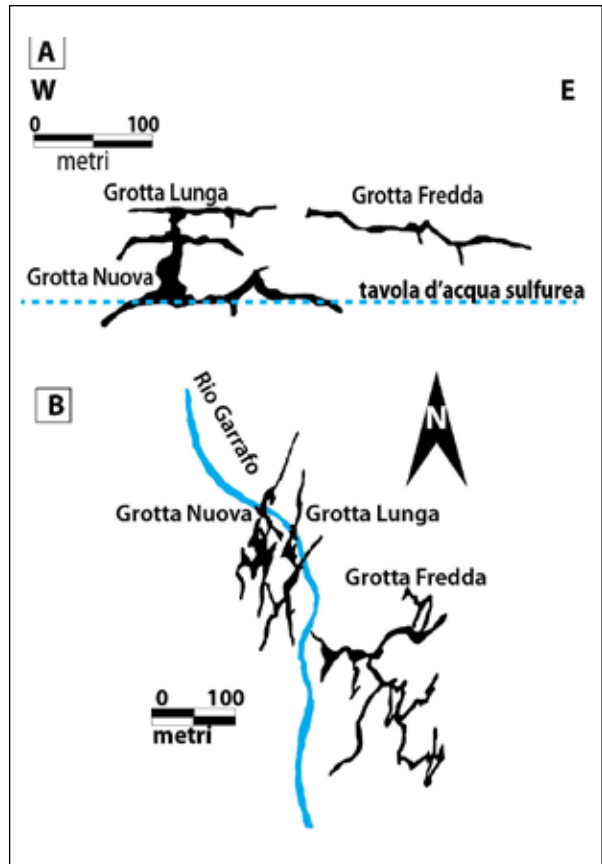 A
W
E
0 100
metri
Grotta Lunga
Grotta Fredda
Grotta Nuova
tavola d'acqua sulfurea
B
Rio Garrafo
N
Grotta Nuova
Grotta Lunga
Grotta Fredda
0 100
metri